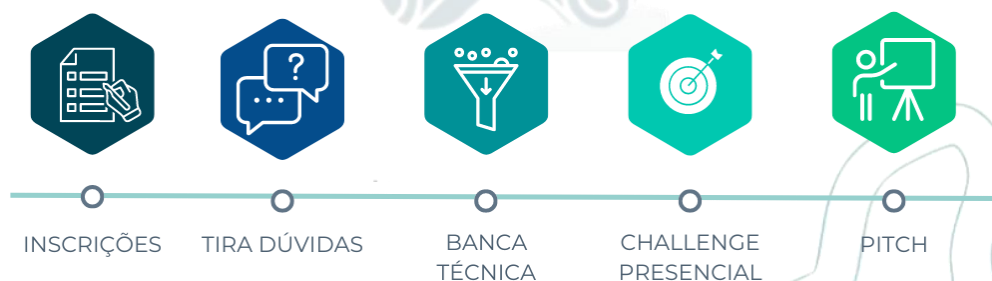 ?
INSCRIÇÕES
TIRA DÚVIDAS
BANCA
TÉCNICA
CHALLENGE
PRESENCIAL
PITCH